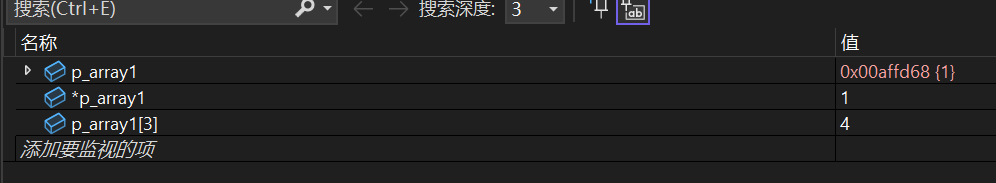 搜索(Ctrl+E) 搜索深度: 3
名称 值
p_array1 0x00affd68 {1}
*p_array1 1
p_array1[3] 4
添加要监视的项